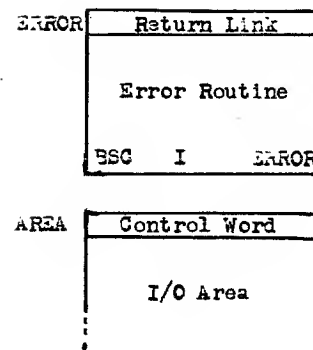 ERROR Return Link
Error Routine
BSC I ERROR
AREA Control Word
I/O Area